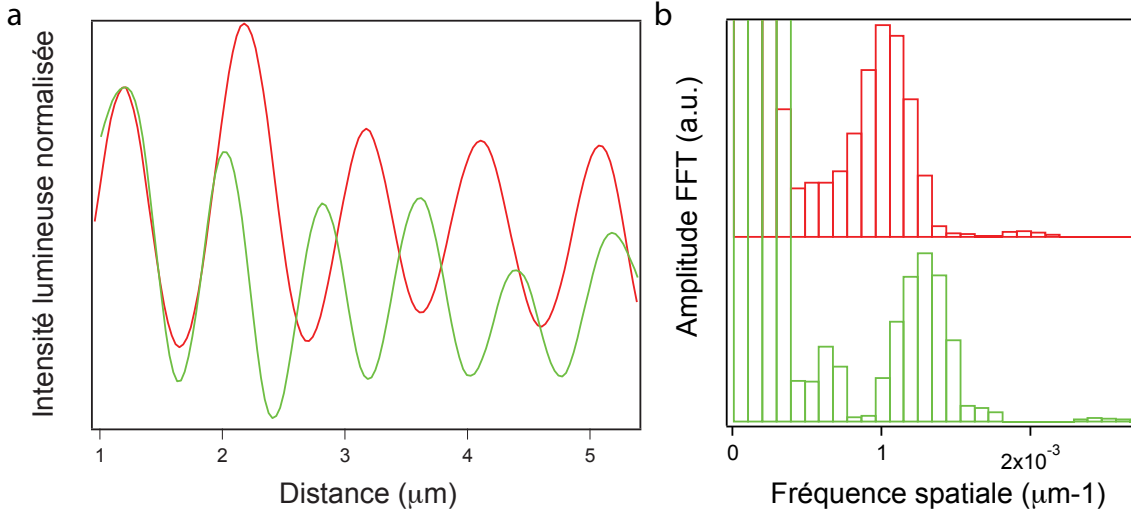 a
Intensité lumineuse normalisée
1 2 3 4 5
Distance (μm)
b
Amplitude FFT (a.u.)
0 1 2x10⁻³
Fréquence spatiale (μm-1)